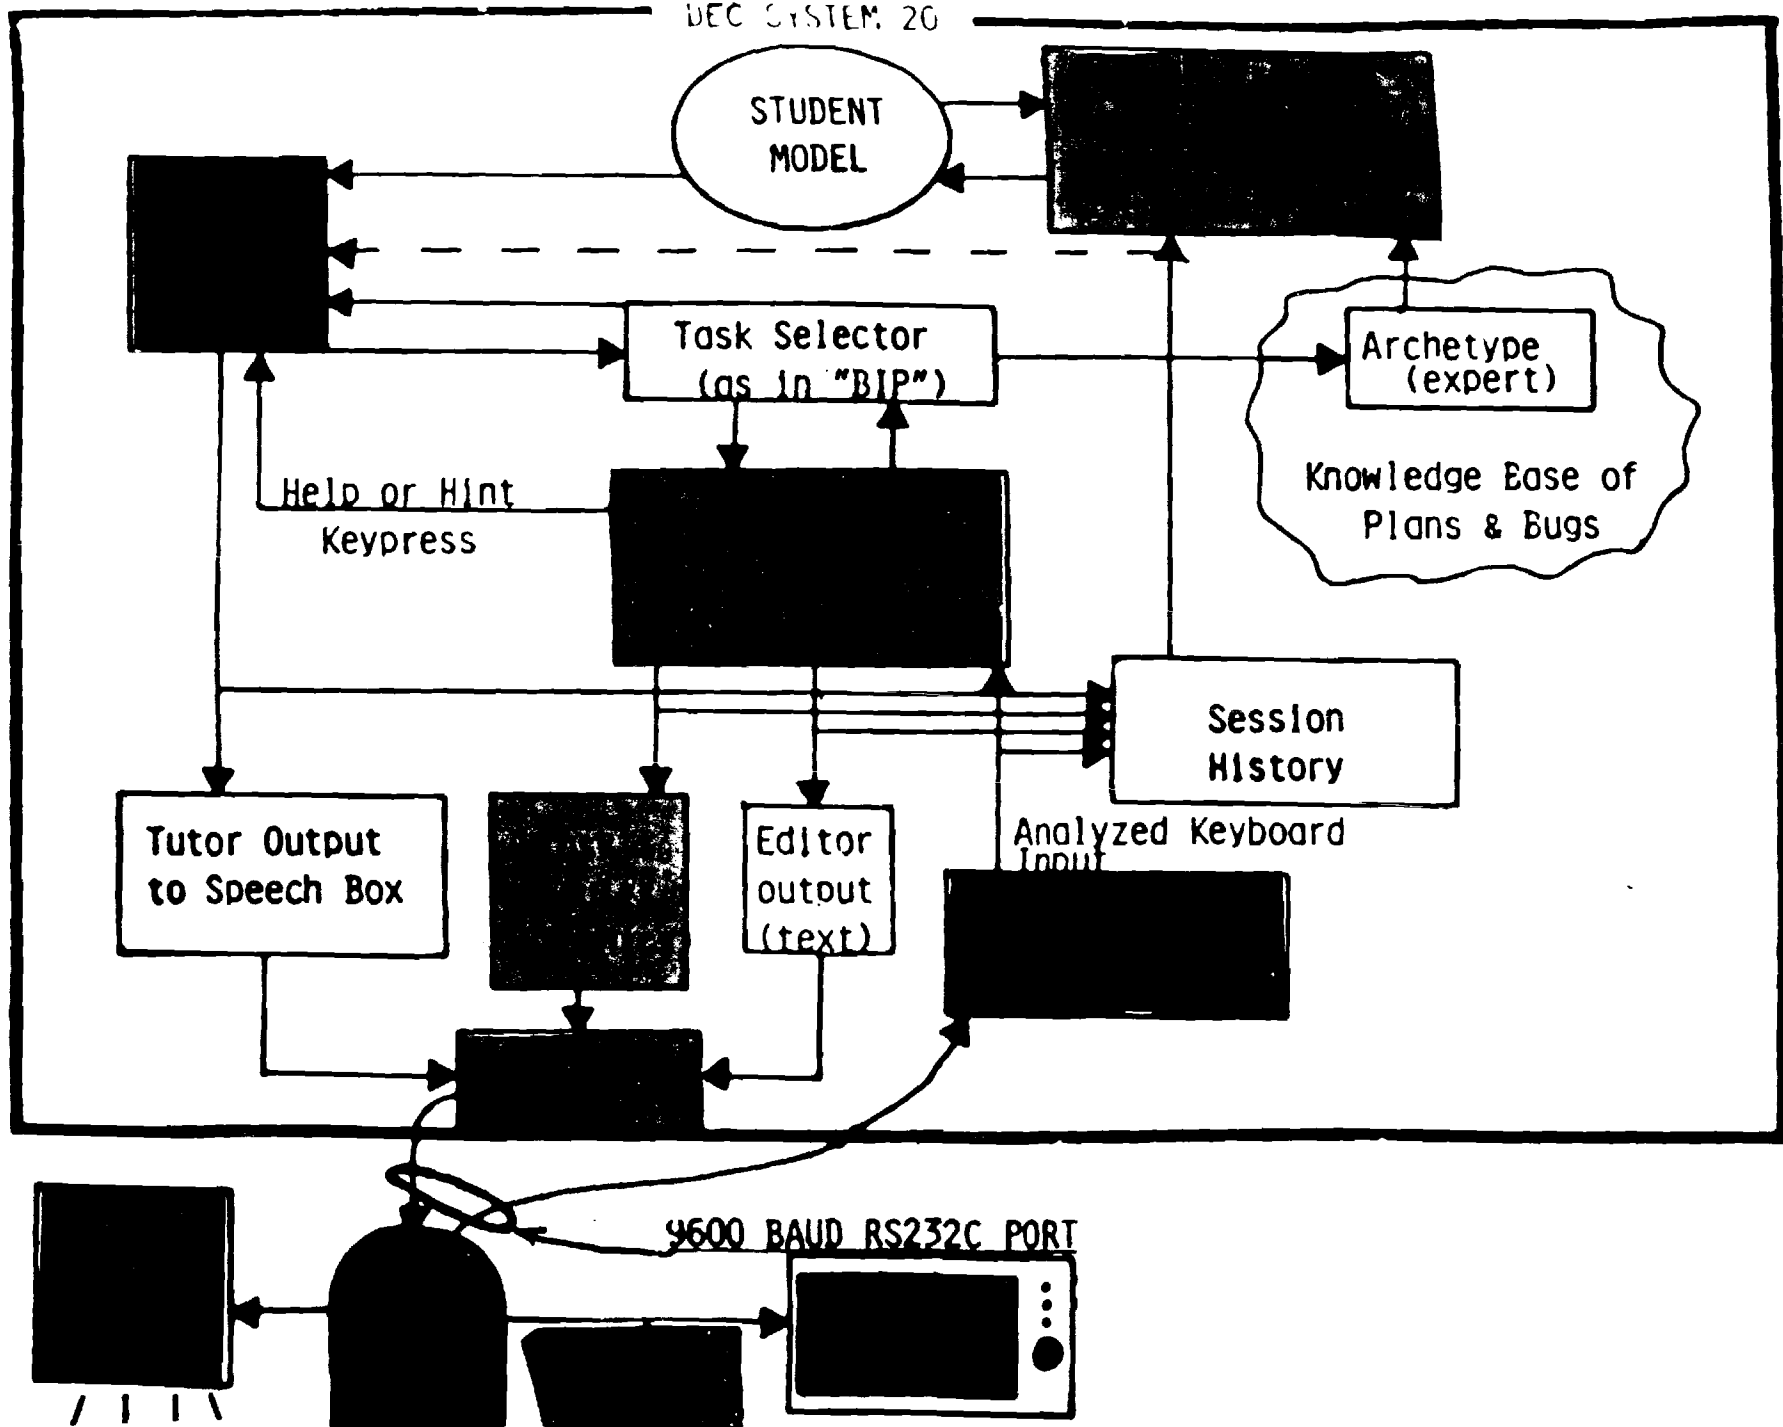 DEC SYSTEM 20
STUDENT
MODEL
Task Selector
(as in "BIP")
Archetype
(expert)
Knowledge Ease of
Plans & Bugs
Help or Hint
Keypress
Session
History
Tutor Output
to Speech Box
Editor
output
(text)
Analyzed Keyboard
Input
9600 BAUD RS232C PORT